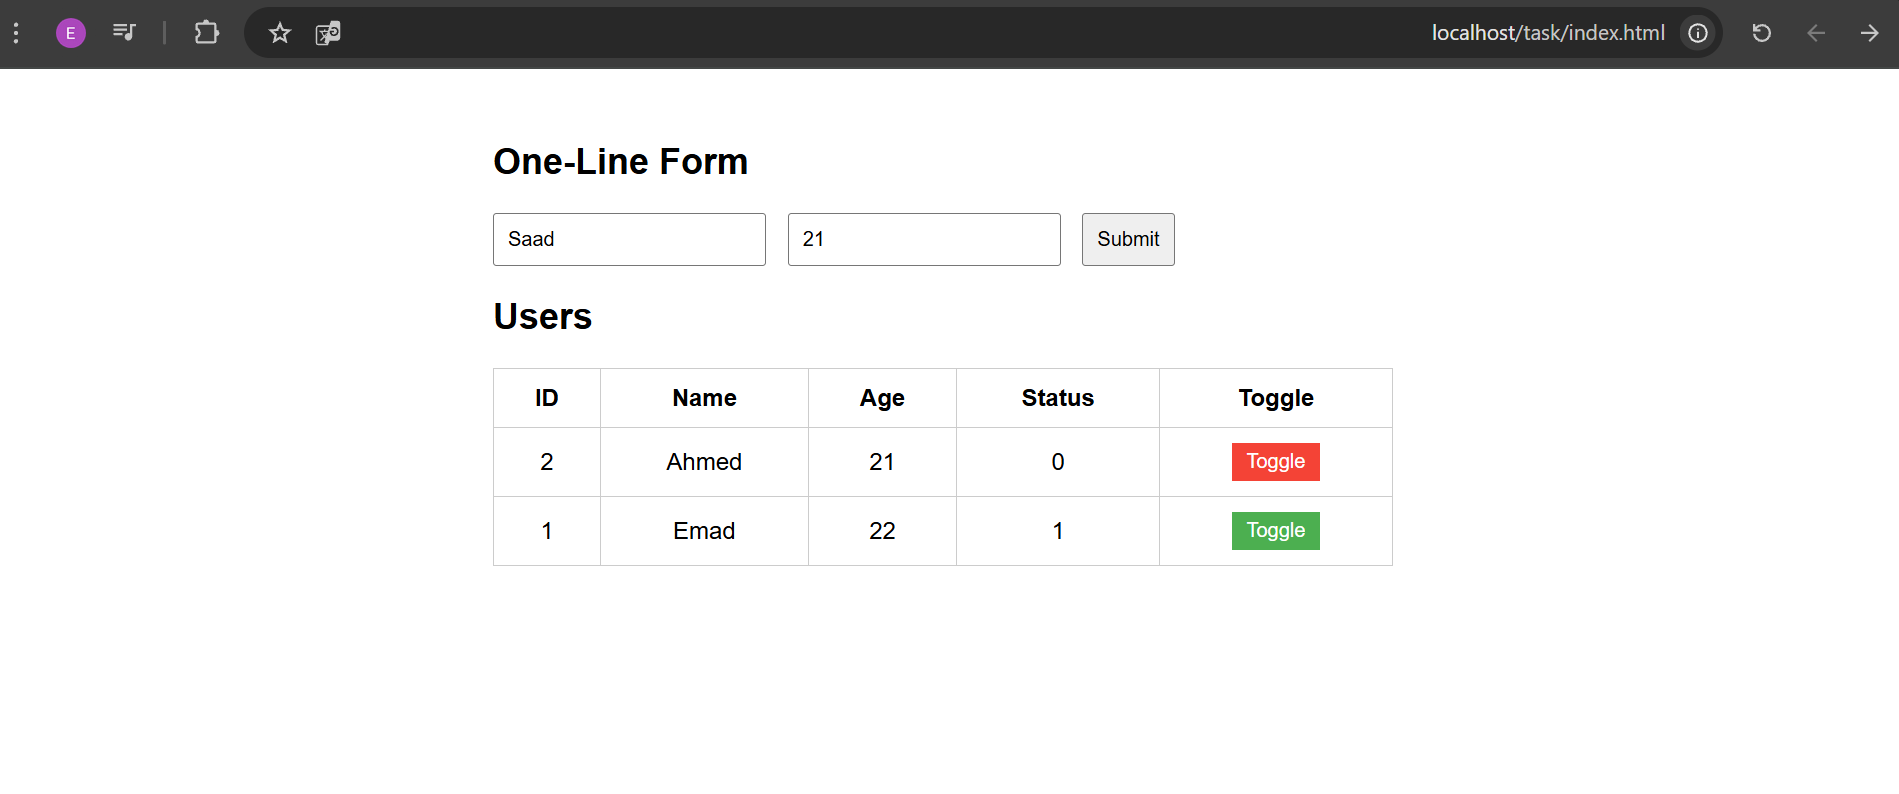 E localhost/task/index.html
One-Line Form
Saad 21 Submit
Users
ID Name Age Status Toggle
2 Ahmed 21 0 Toggle
1 Emad 22 1 Toggle